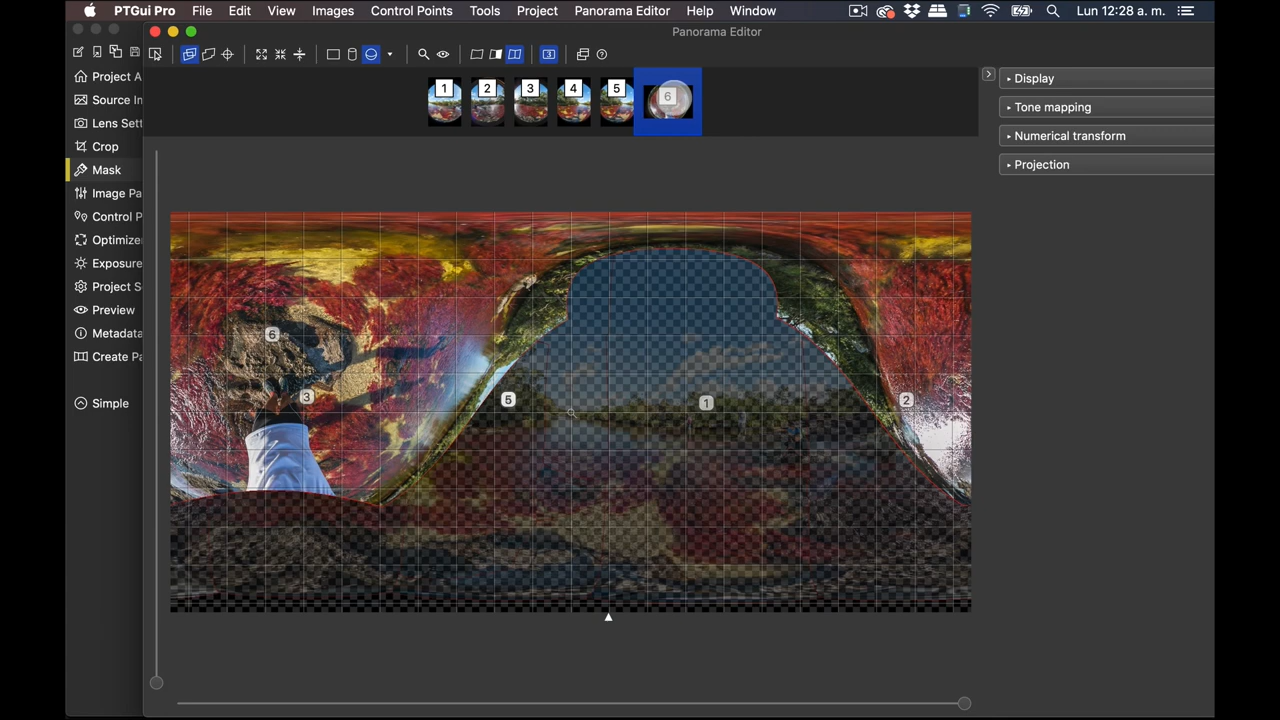 PTGui Pro File Edit View Images Control Points Tools Project Panorama Editor Help Window Lun 12:28 a. m.
Panorama Editor
1 2 3 4 5 6
Project A
Source In
Lens Sett
Crop
Mask
Image Pa
Control P
Optimize
Exposure
Project S
Preview
Metadata
Create Pa
Simple
Display
Tone mapping
Numerical transform
Projection
6
3 5 1 2